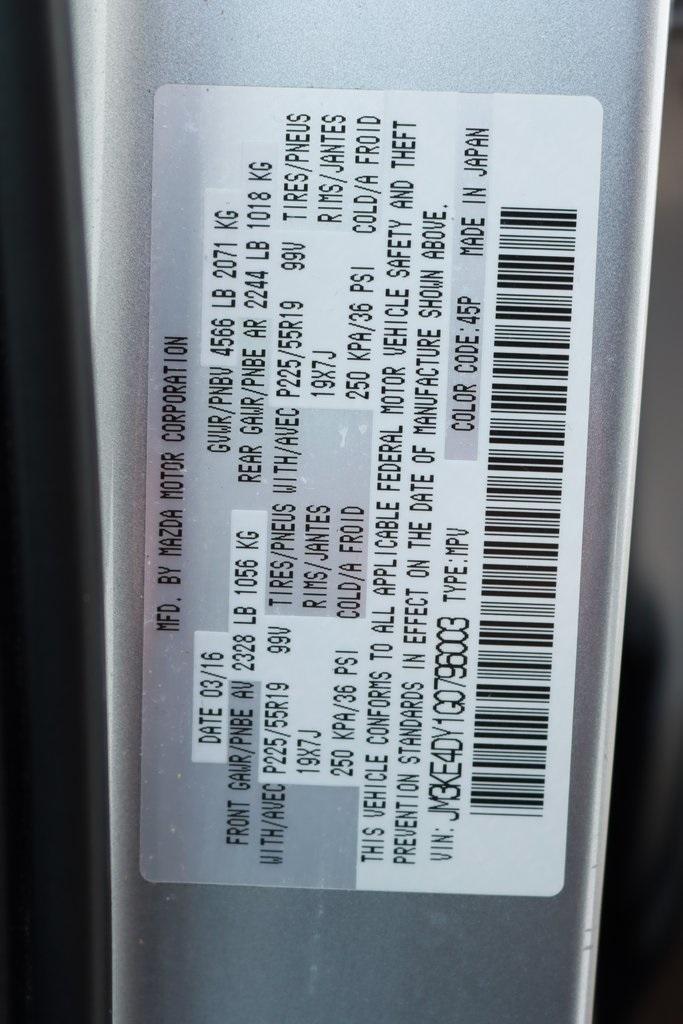 MFD. BY MAZDA MOTOR CORPORATION
DATE 03/16 GVWR/PNBV 4566 LB 2071 KG
FRONT GAWR/PNBE AV 2328 LB 1056 KG REAR GAWR/PNBE AR 2244 LB 1018 KG
WITH/AVEC P225/55R19 99V TIRES/PNEUS WITH/AVEC P225/55R19 99V TIRES/PNEUS
19X7J RIMS/JANTES 19X7J RIMS/JANTES
250 KPA/36 PSI COLD/A FROID 250 KPA/36 PSI COLD/A FROID
THIS VEHICLE CONFORMS TO ALL APPLICABLE FEDERAL MOTOR VEHICLE SAFETY AND THEFT
PREVENTION STANDARDS IN EFFECT ON THE DATE OF MANUFACTURE SHOWN ABOVE.
VIN: JM3KE4DY1G0796003 TYPE:MPV COLOR CODE:45P MADE IN JAPAN